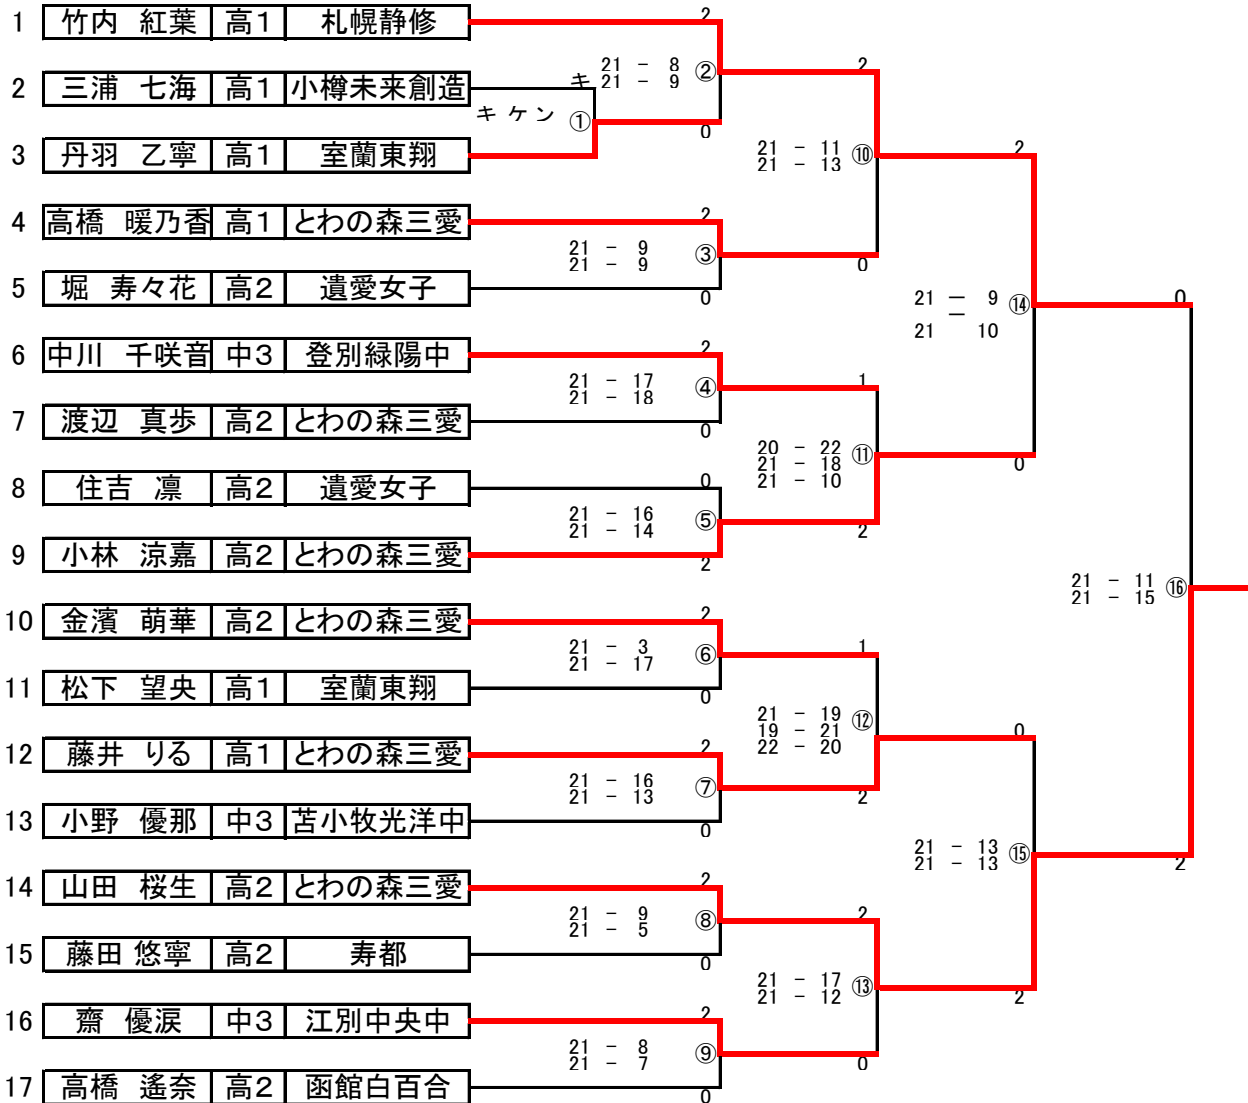 1 竹内 紅葉 高1 札幌静修 2
21 - 8 ② 2
キ 21 - 9
2 三浦 七海 高1 小樽未来創造
キ ケン ① 0
3 丹羽 乙寧 高1 室蘭東翔
21 - 11 ⑩ 2
21 - 13
4 高橋 暖乃香 高1 とわの森三愛 2
21 - 9 ③
21 - 9
0
5 堀 寿々花 高2 遺愛女子 0
21 － 9 ⑭ 0
－
21 10
6 中川 千咲音 中3 登別緑陽中 2
21 - 17 ④ 1
21 - 18
7 渡辺 真歩 高2 とわの森三愛 0
20 - 22 ⑪
21 - 18 0
21 - 10
8 住吉 凛 高2 遺愛女子 0
21 - 16 ⑤
21 - 14 2
9 小林 涼嘉 高2 とわの森三愛 2
21 - 11 ⑯
21 - 15
10 金濱 萌華 高2 とわの森三愛 2
21 - 3 ⑥ 1
21 - 17
11 松下 望央 高1 室蘭東翔 0
21 - 19 ⑫
19 - 21 0
22 - 20
12 藤井 りる 高1 とわの森三愛 2
21 - 16 ⑦
21 - 13 2
13 小野 優那 中3 苫小牧光洋中 0
21 - 13 ⑮
21 - 13 2
14 山田 桜生 高2 とわの森三愛 2
21 - 9 ⑧ 2
21 - 5
15 藤田 悠寧 高2 寿都 0
21 - 17 ⑬
21 - 12 2
16 齋 優涙 中3 江別中央中 2
21 - 8 ⑨
21 - 7 0
17 高橋 遙奈 高2 函館白百合 0